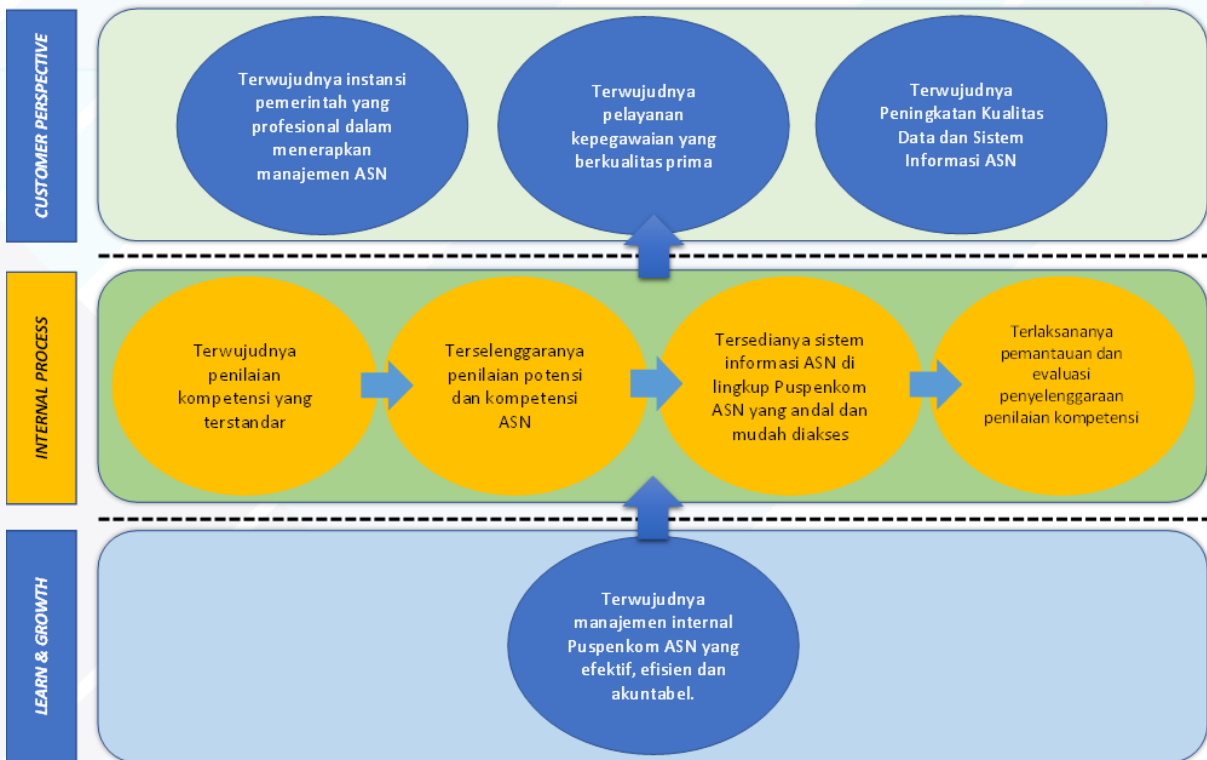 CUSTOMER PERSPECTIVE
Terwujudnya instansi
pemerintah yang
profesional dalam
menerapkan
manajemen ASN
Terwujudnya
pelayanan
kepegawaian yang
berkualitas prima
Terwujudnya
Peningkatan Kualitas
Data dan Sistem
Informasi ASN
INTERNAL PROCESS
Terwujudnya
penilaian
kompetensi yang
terstandar
Terselenggaranya
penilaian potensi
dan kompetensi
ASN
Tersedianya sistem
informasi ASN di
lingkup Puspenkom
ASN yang andal dan
mudah diakses
Terlaksananya
pemantauan dan
evaluasi
penyelenggaraan
penilaian kompetensi
LEARN & GROWTH
Terwujudnya
manajemen internal
Puspenkom ASN yang
efektif, efisien dan
akuntabel.